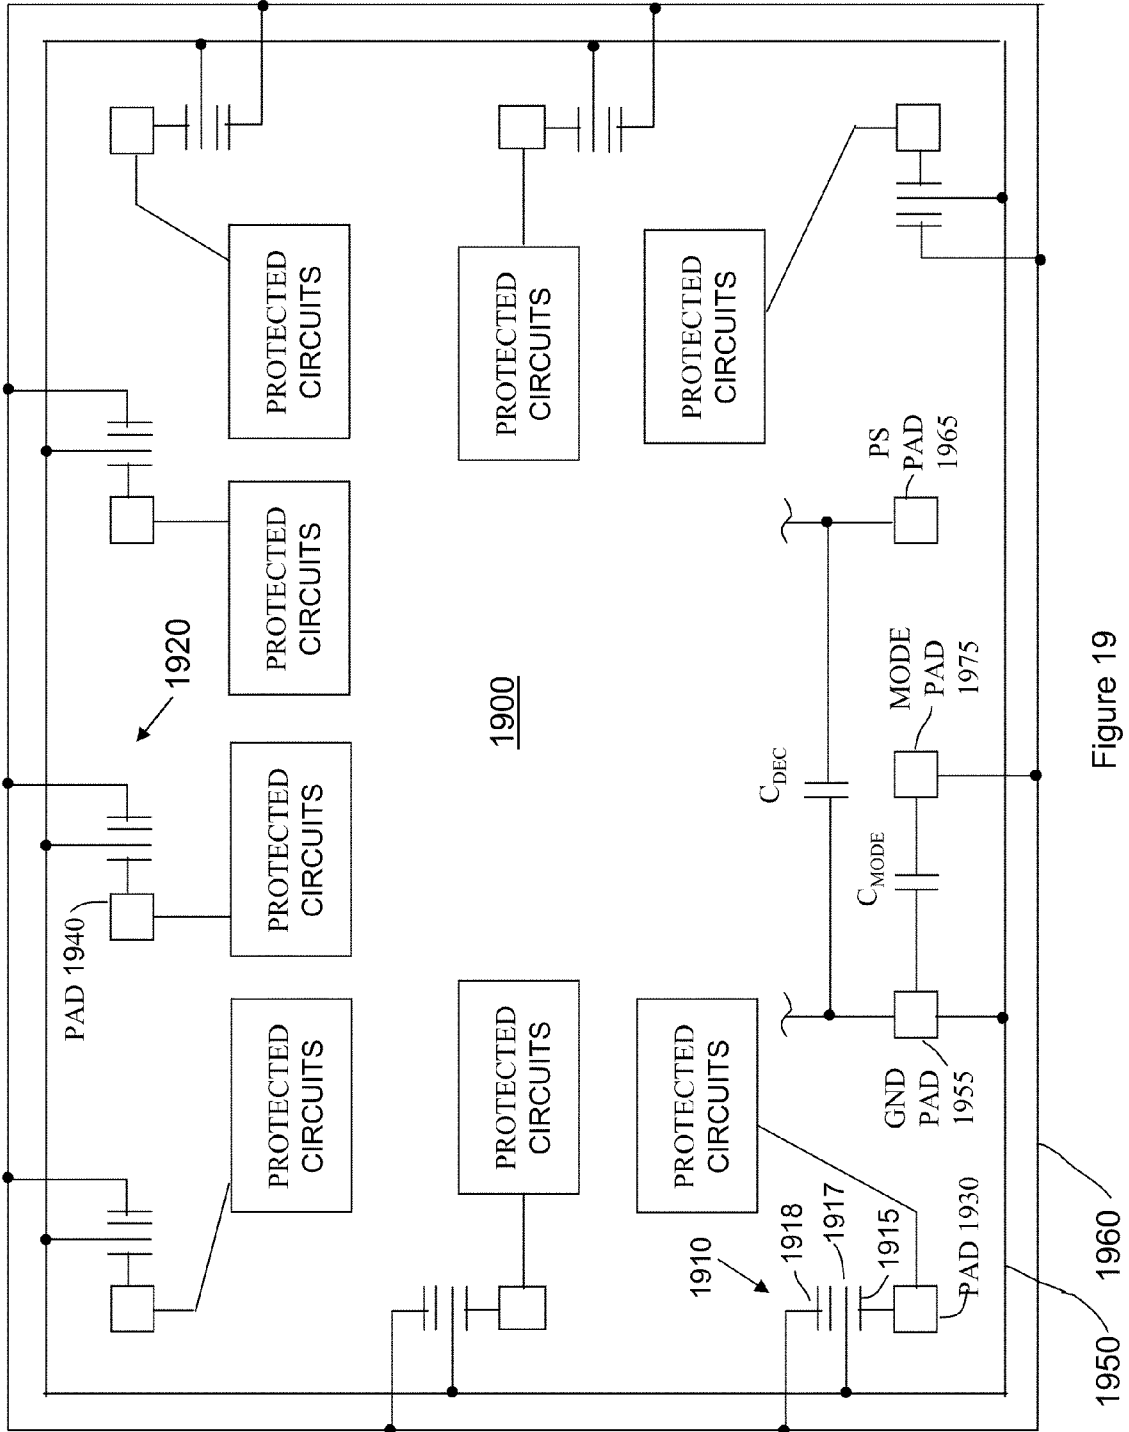 PROTECTED
CIRCUITS
PROTECTED
CIRCUITS
PROTECTED
CIRCUITS
PROTECTED
CIRCUITS
PAD 1940
1920
PROTECTED
CIRCUITS
PROTECTED
CIRCUITS
1900
PROTECTED
CIRCUITS
PROTECTED
CIRCUITS
1910
1918
1917
1915
PAD 1930
GND
PAD
1955
CDEC
CMODE
MODE
PAD
1975
PS
PAD
1965
1950
1960
Figure 19